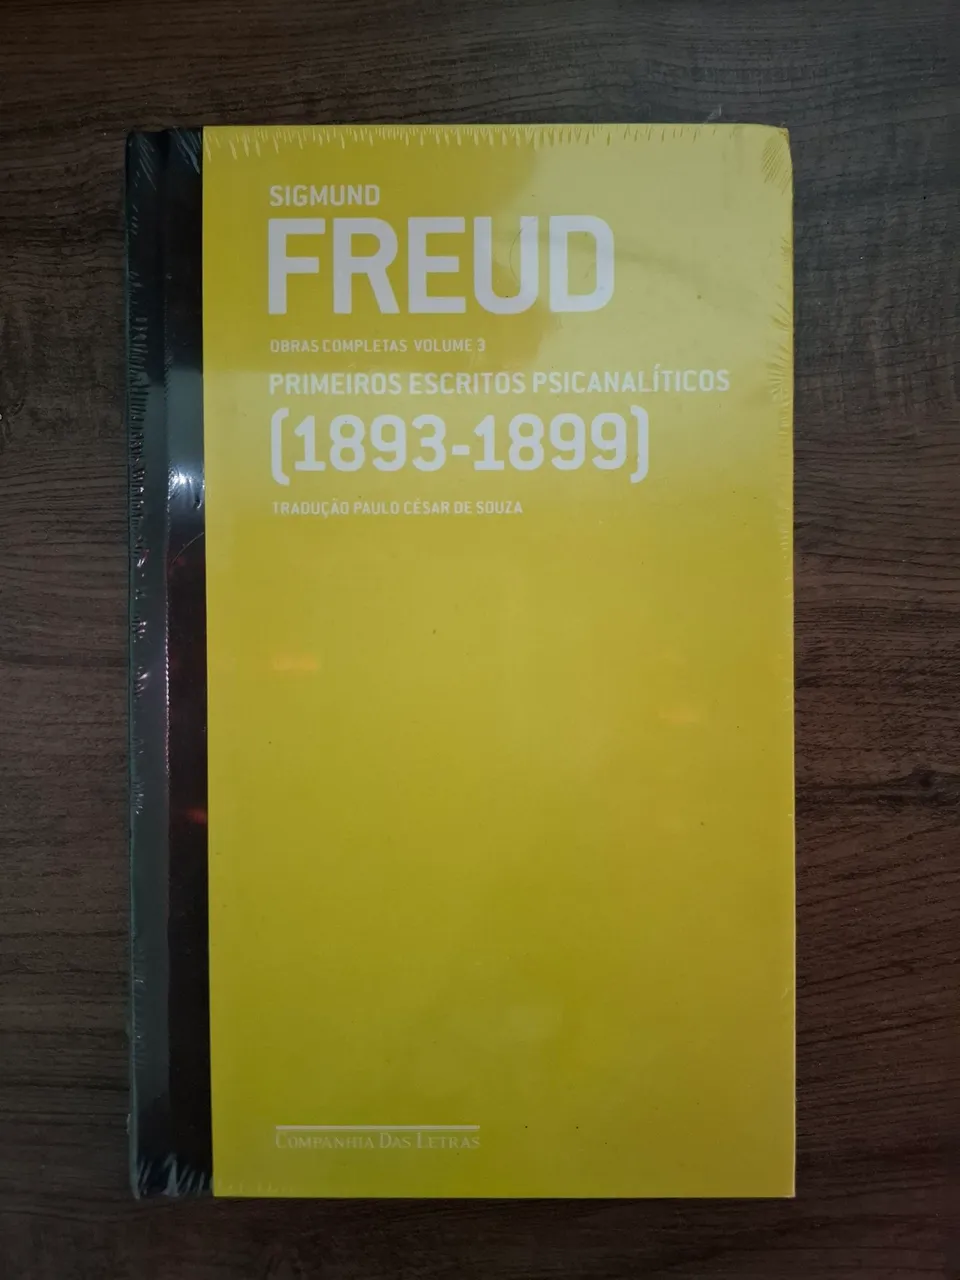 SIGMUND
FREUD
OBRAS COMPLETAS VOLUME 3
PRIMEIROS ESCRITOS PSICANALÍTICOS
(1893-1899)
TRADUÇÃO PAULO CÉSAR DE SOUZA
COMPANHIA DAS LETRAS